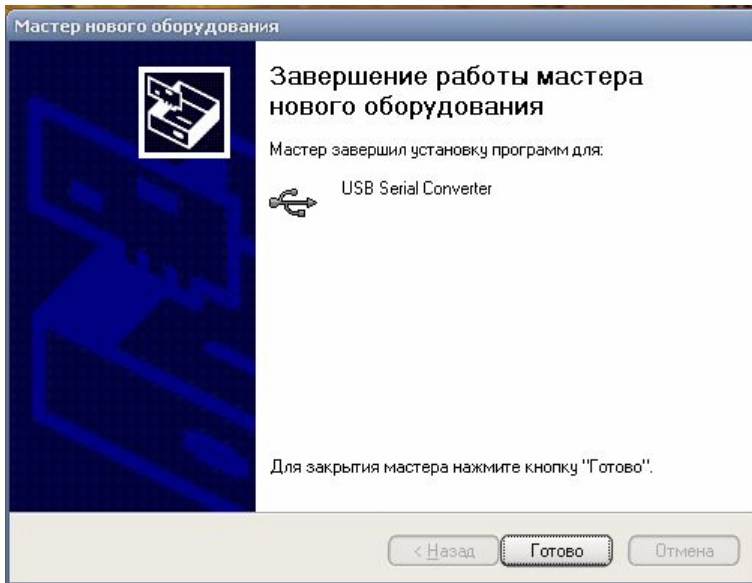 Мастер нового оборудования
Завершение работы мастера
нового оборудования
Мастер завершил установку программ для:
USB Serial Converter
Для закрытия мастера нажмите кнопку "Готово".
< Назад
Готово
Отмена